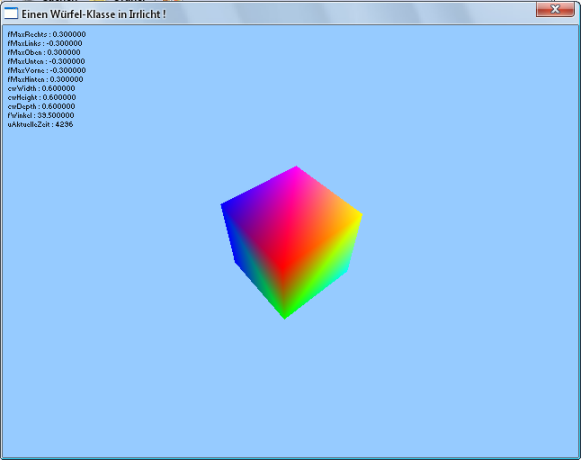 Einen Würfel-Klasse in Irrlicht !
fMaxRechts : 0.300000
fMaxLinks : -0.300000
fMaxOben : 0.300000
fMaxUnten : -0.300000
fMaxVorne : -0.300000
fMaxHinten : 0.300000
cwWidth : 0.600000
cwHeight : 0.600000
cwDepth : 0.600000
fWinkel : 39.500000
uAktuelleZeit : 4296